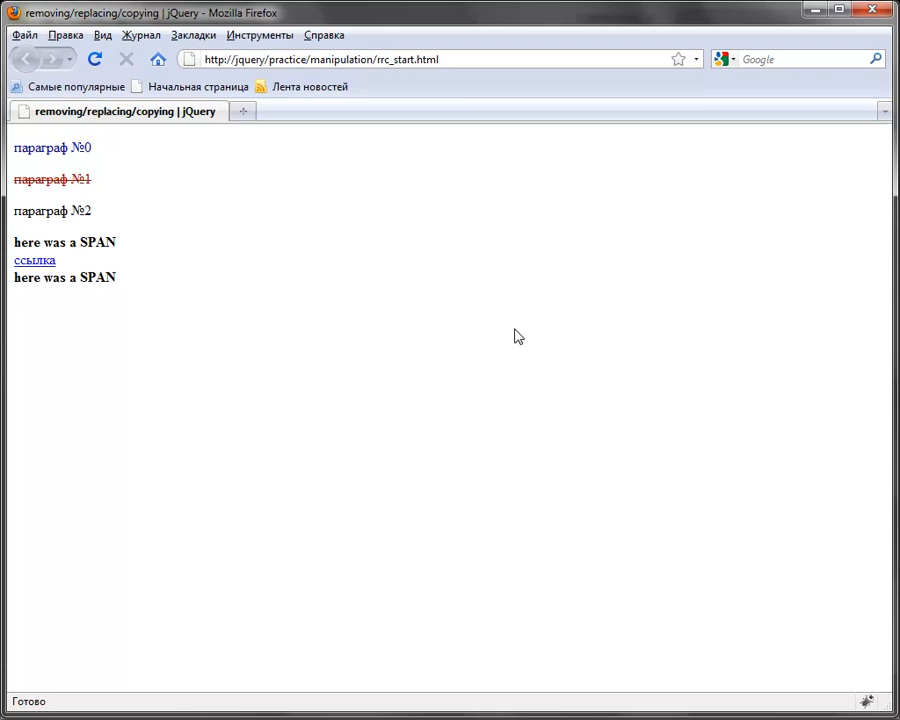 removing/replacing/copying | jQuery - Mozilla Firefox
Файл Правка Вид Журнал Закладки Инструменты Справка
http://jquery/practice/manipulation/rrc_start.html Google
Самые популярные Начальная страница Лента новостей
removing/replacing/copying | jQuery
параграф №0
параграф №1
параграф №2
here was a SPAN
ссылка
here was a SPAN
Готово